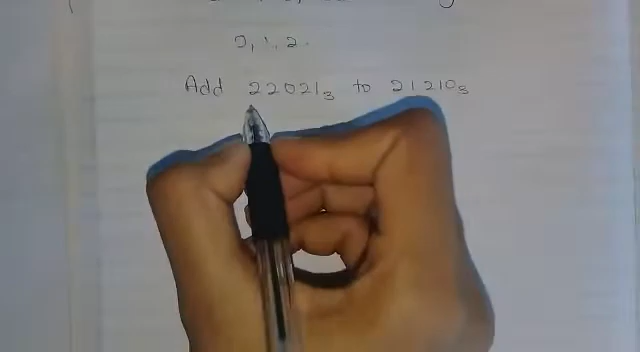 0, 1, 2.
Add 22021₃ to 21210₃